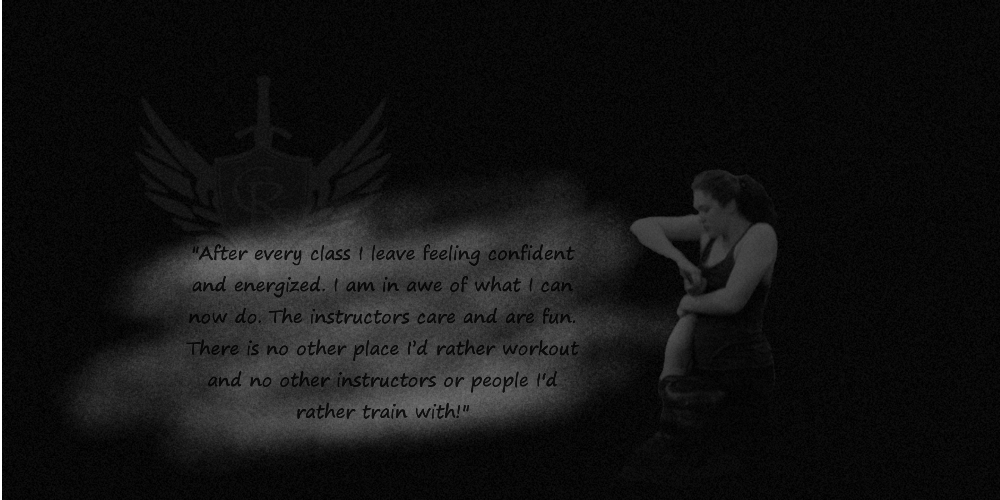 "After every class I leave feeling confident
and energized. I am in awe of what I can
now do. The instructors care and are fun.
There is no other place I'd rather workout
and no other instructors or people I'd
rather train with!"